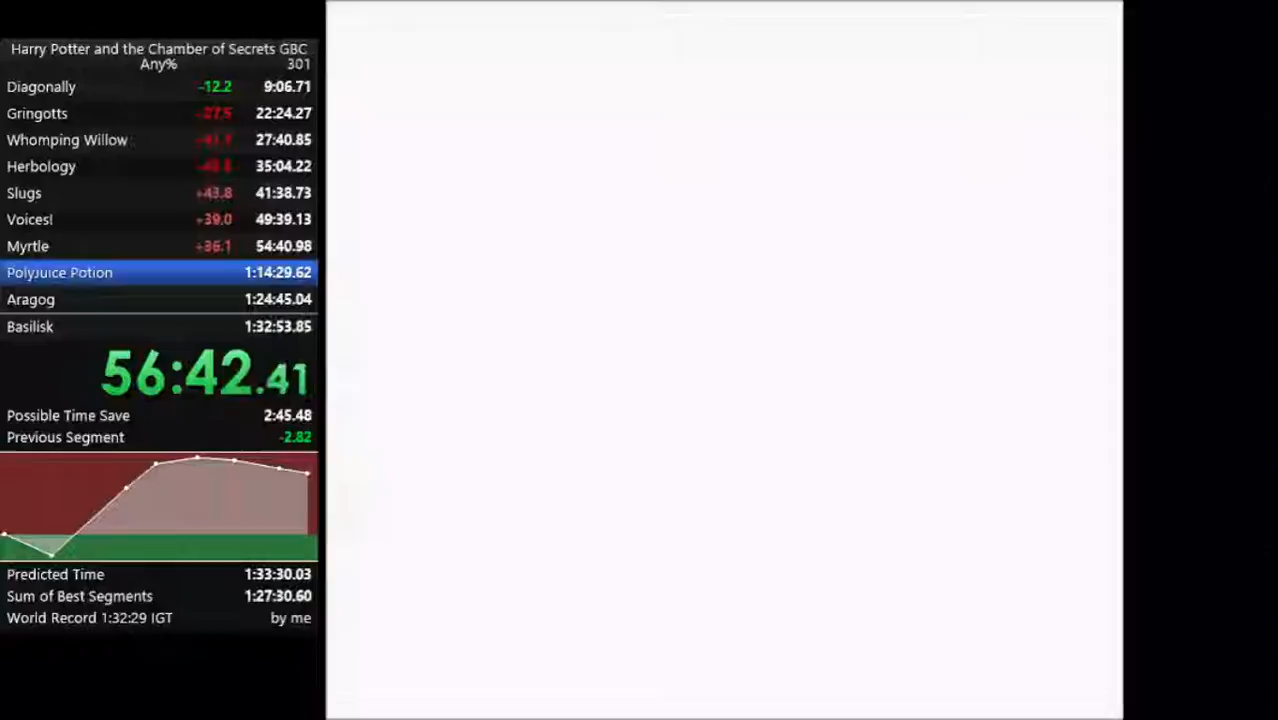 Harry Potter and the Chamber of Secrets GBC
Any% 301
Diagonally -12.2 9:06.71
Gringotts 22:24.27
Whomping Willow 27:40.85
Herbology 35:04.22
Slugs +43.8 41:38.73
Voices! +39.0 49:39.13
Myrtle +36.1 54:40.98
Polyjuice Potion 1:14:29.62
Aragog 1:24:45.04
Basilisk 1:32:53.85
56:42.41
Possible Time Save 2:45.48
Previous Segment -2.82
Predicted Time 1:33:30.03
Sum of Best Segments 1:27:30.60
World Record 1:32:29 IGT by me